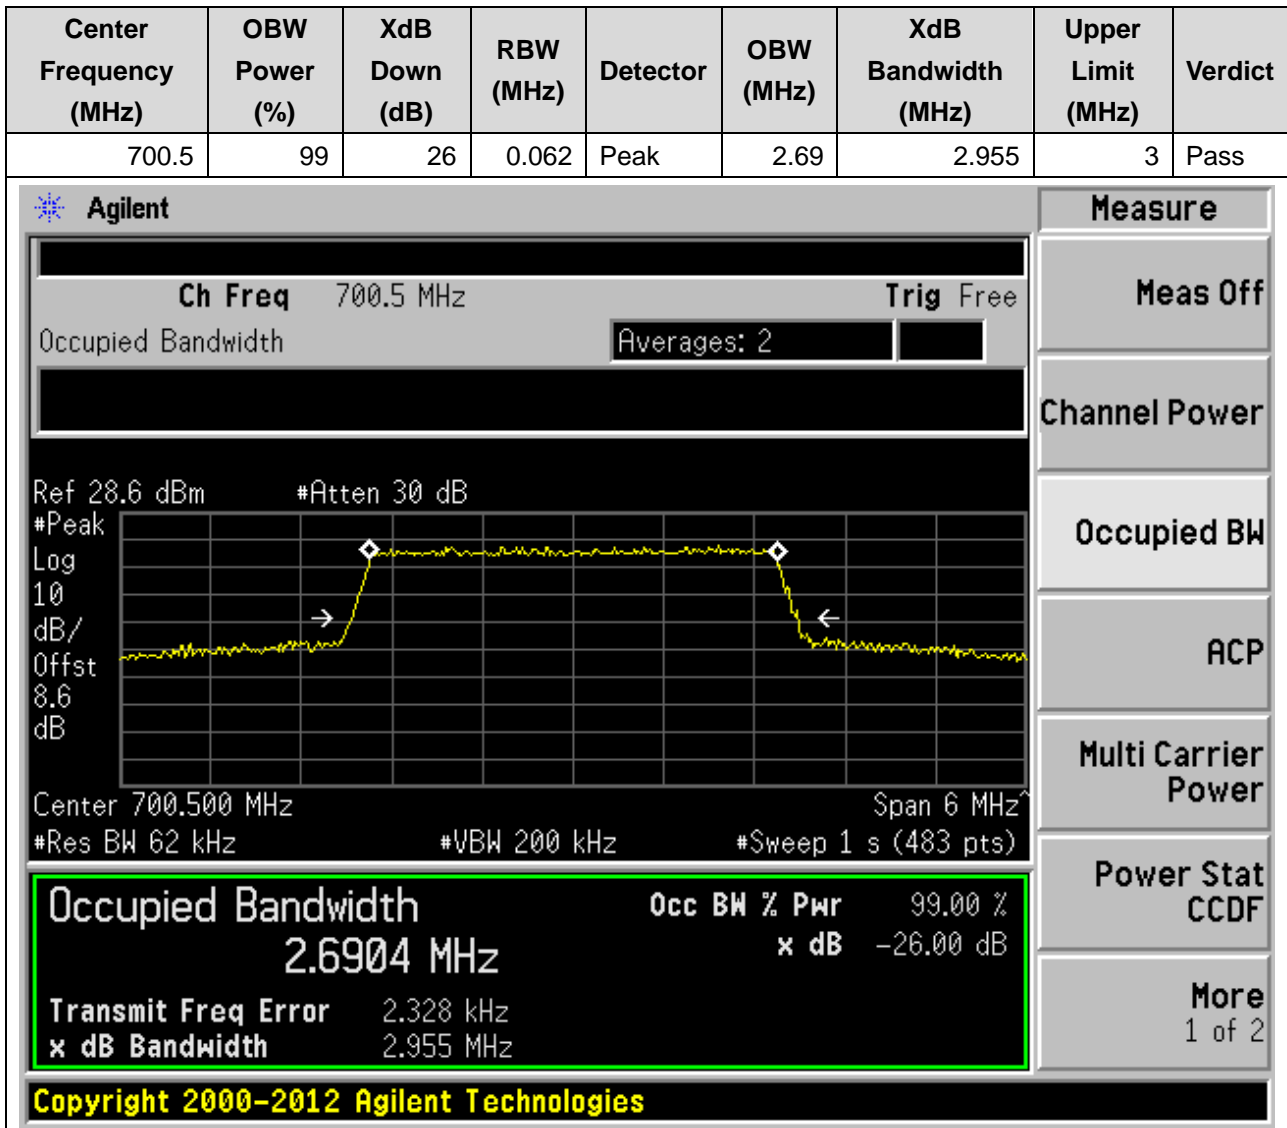 Center Frequency (MHz) OBW Power (%) XdB Down (dB) RBW (MHz) Detector OBW (MHz) XdB Bandwidth (MHz) Upper Limit (MHz) Verdict
700.5 99 26 0.062 Peak 2.69 2.955 3 Pass
Agilent
Measure
Ch Freq 700.5 MHz Trig Free
Occupied Bandwidth Averages: 2
Ref 28.6 dBm #Atten 30 dB
#Peak
Log
10
dB/
Offst
8.6
dB
Center 700.500 MHz Span 6 MHz^
#Res BW 62 kHz #VBW 200 kHz #Sweep 1 s (483 pts)
Occupied Bandwidth Occ BW % Pwr 99.00 %
2.6904 MHz x dB -26.00 dB
Transmit Freq Error 2.328 kHz
x dB Bandwidth 2.955 MHz
Meas Off
Channel Power
Occupied BW
ACP
Multi Carrier
Power
Power Stat
CCDF
More
1 of 2
Copyright 2000-2012 Agilent Technologies